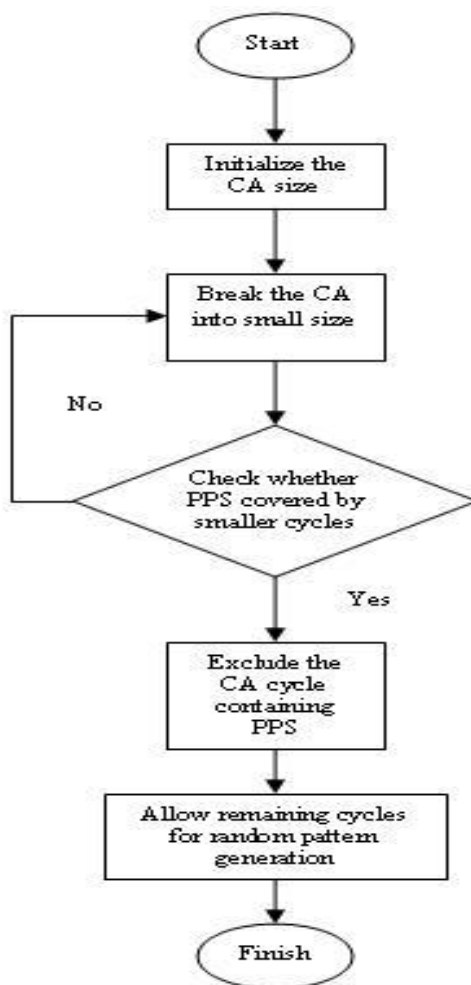 Start
Initialize the
CA size
Break the CA
into small size
No
Check whether
PPS covered by
smaller cycles
Yes
Exclude the
CA cycle
containing
PPS
Allow remaining cycles
for random pattern
generation
Finish